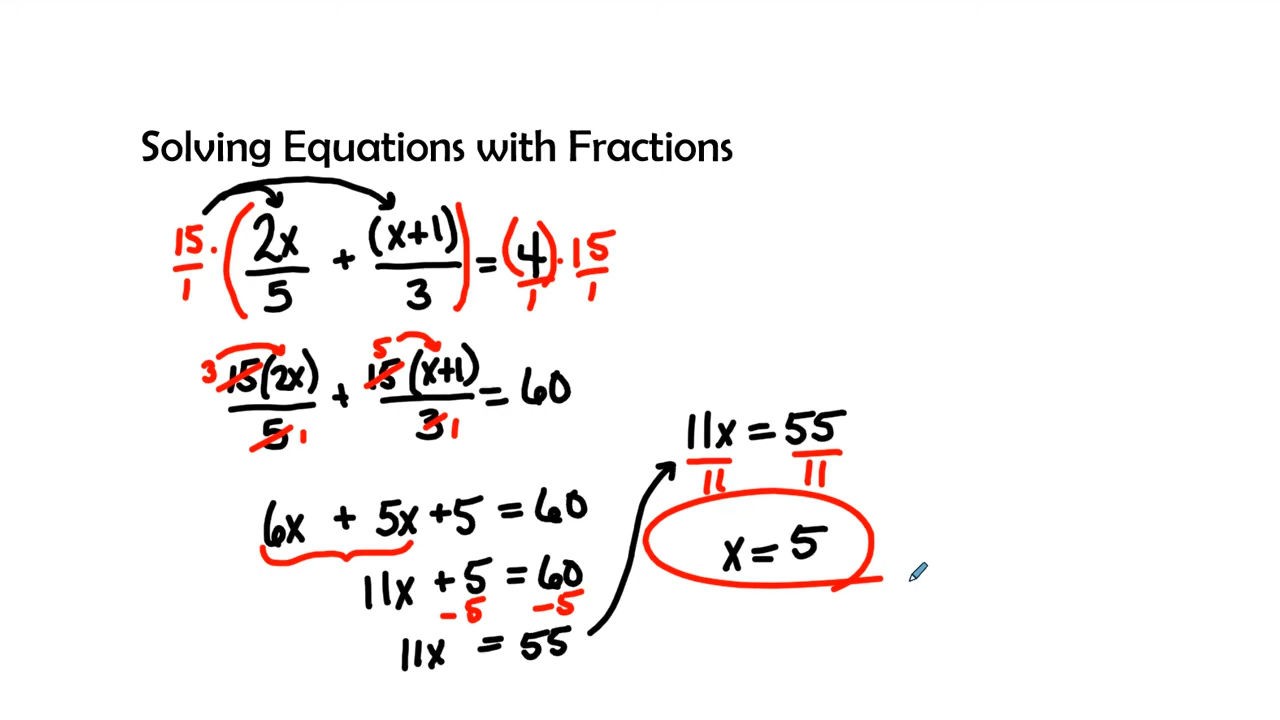 Solving Equations with Fractions
15/1 · (2x/5 + (x+1)/3) = (4/1) · 15/1
3 15(2x)/5 1 + 5 15(x+1)/3 1 = 60
6x + 5x + 5 = 60
11x + 5 = 60
-5 -5
11x = 55
11x = 55
11 11
x = 5